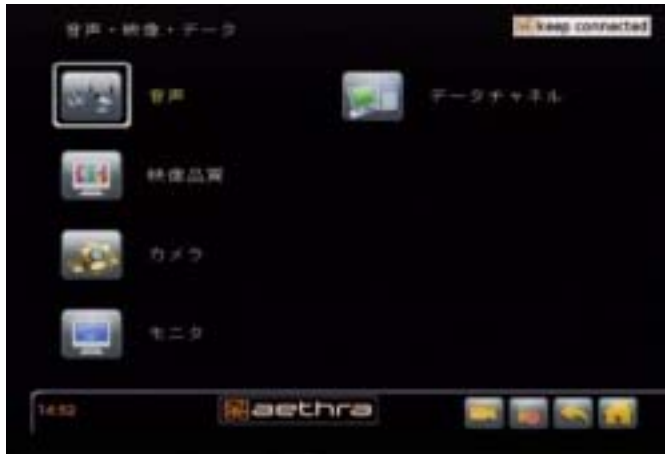 音声・映像・データ
keep connected
音声
データチャネル
映像品質
カメラ
モニタ
14:52
aethra